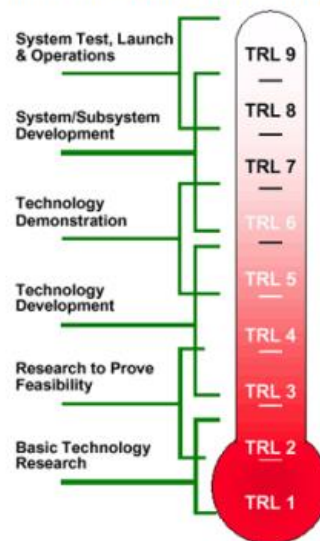 System Test, Launch
& Operations
System/Subsystem
Development
Technology
Demonstration
Technology
Development
Research to Prove
Feasibility
Basic Technology
Research
TRL 9
TRL 8
TRL 7
TRL 6
TRL 5
TRL 4
TRL 3
TRL 2
TRL 1